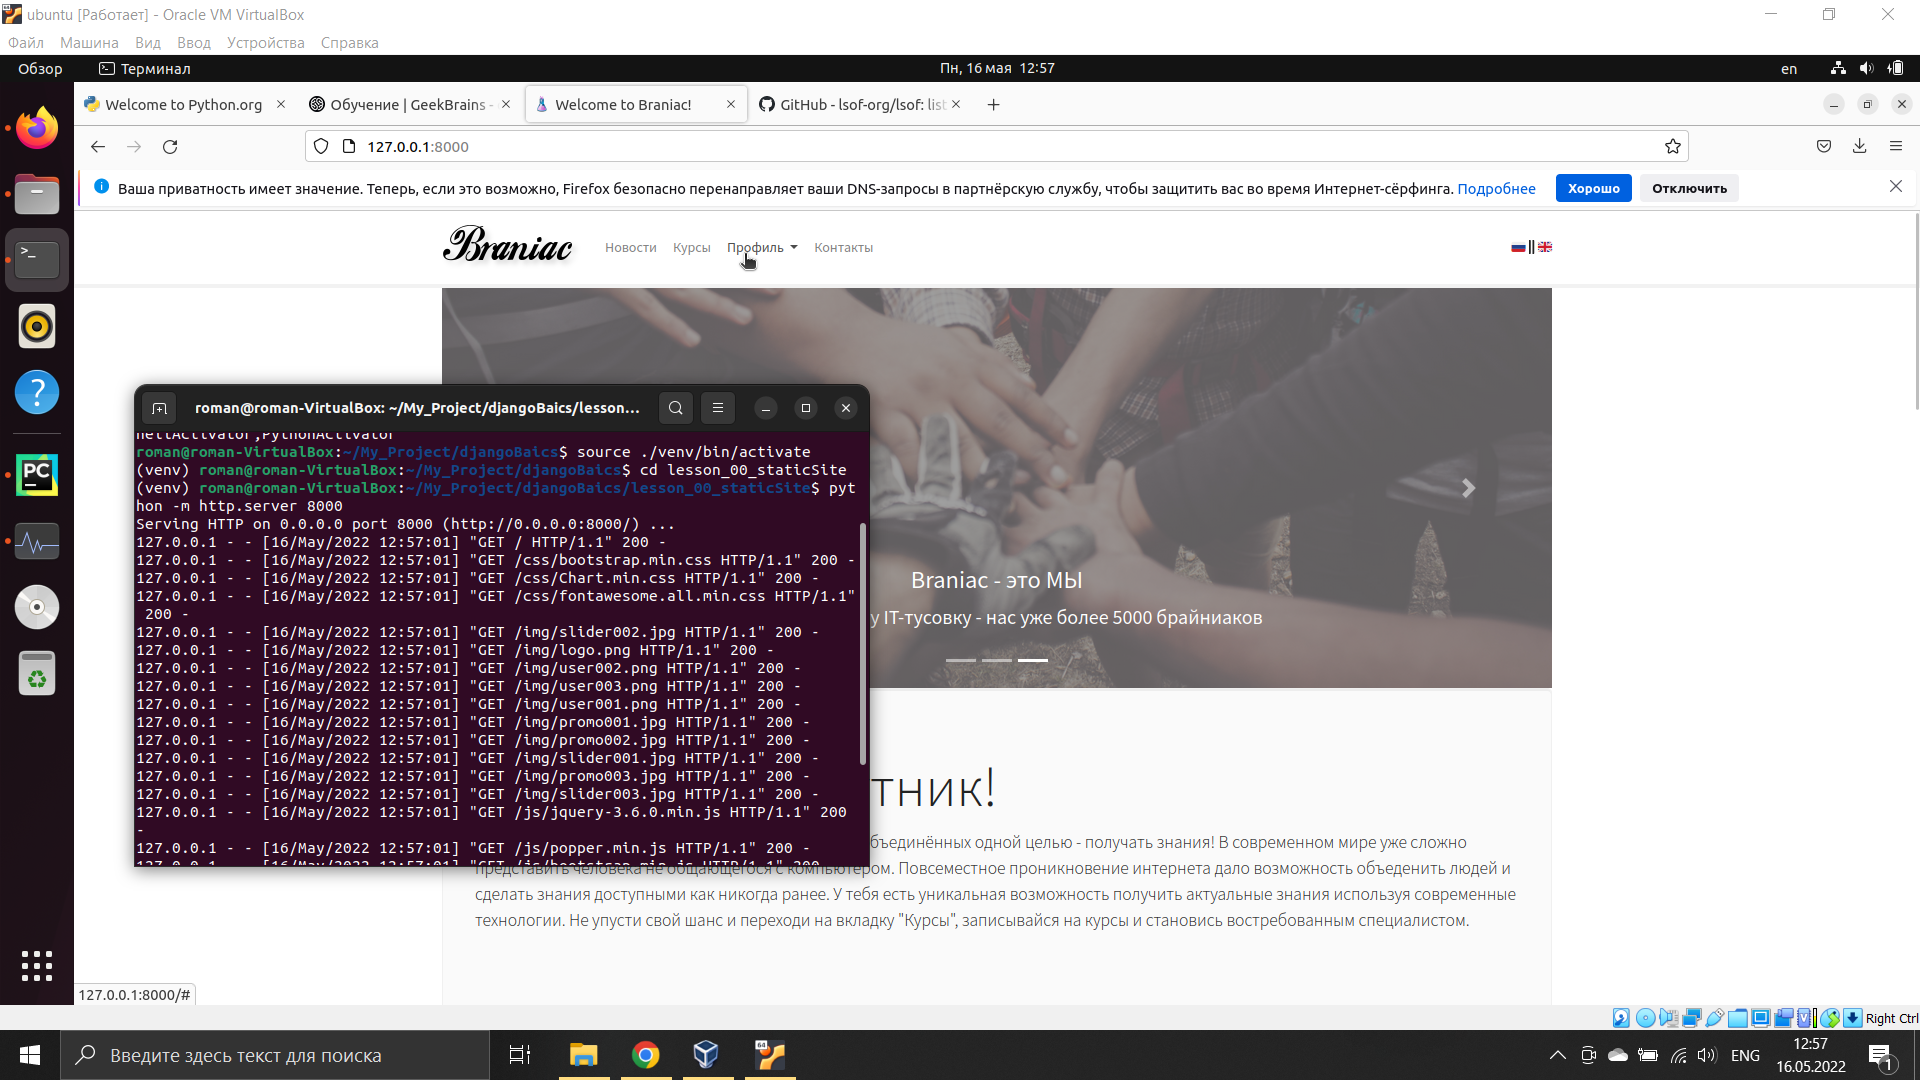 ubuntu [Работает] - Oracle VM VirtualBox
Файл Машина Вид Ввод Устройства Справка
Обзор Терминал Пн, 16 мая 12:57 en
Welcome to Python.org Обучение | GeekBrains - Welcome to Braniac! GitHub - lsof-org/lsof: list
127.0.0.1:8000
Ваша приватность имеет значение. Теперь, если это возможно, Firefox безопасно перенаправляет ваши DNS-запросы в партнёрскую службу, чтобы защитить вас во время Интернет-сёрфинга. Подробнее Хорошо Отключить
Braniac Новости Курсы Профиль Контакты ||
roman@roman-VirtualBox: ~/My_Project/djangoBaics/lesson...
hellActivator,PythonActivator
roman@roman-VirtualBox:~/My_Project/djangoBaics$ source ./venv/bin/activate
(venv) roman@roman-VirtualBox:~/My_Project/djangoBaics$ cd lesson_00_staticSite
(venv) roman@roman-VirtualBox:~/My_Project/djangoBaics/lesson_00_staticSite$ pyt
hon -m http.server 8000
Serving HTTP on 0.0.0.0 port 8000 (http://0.0.0.0:8000/) ...
127.0.0.1 - - [16/May/2022 12:57:01] "GET / HTTP/1.1" 200 -
127.0.0.1 - - [16/May/2022 12:57:01] "GET /css/bootstrap.min.css HTTP/1.1" 200 -
127.0.0.1 - - [16/May/2022 12:57:01] "GET /css/Chart.min.css HTTP/1.1" 200 -
127.0.0.1 - - [16/May/2022 12:57:01] "GET /css/fontawesome.all.min.css HTTP/1.1"
200 -
127.0.0.1 - - [16/May/2022 12:57:01] "GET /img/slider002.jpg HTTP/1.1" 200 -
127.0.0.1 - - [16/May/2022 12:57:01] "GET /img/logo.png HTTP/1.1" 200 -
127.0.0.1 - - [16/May/2022 12:57:01] "GET /img/user002.png HTTP/1.1" 200 -
127.0.0.1 - - [16/May/2022 12:57:01] "GET /img/user003.png HTTP/1.1" 200 -
127.0.0.1 - - [16/May/2022 12:57:01] "GET /img/user001.png HTTP/1.1" 200 -
127.0.0.1 - - [16/May/2022 12:57:01] "GET /img/promo001.jpg HTTP/1.1" 200 -
127.0.0.1 - - [16/May/2022 12:57:01] "GET /img/promo002.jpg HTTP/1.1" 200 -
127.0.0.1 - - [16/May/2022 12:57:01] "GET /img/slider001.jpg HTTP/1.1" 200 -
127.0.0.1 - - [16/May/2022 12:57:01] "GET /img/promo003.jpg HTTP/1.1" 200 -
127.0.0.1 - - [16/May/2022 12:57:01] "GET /img/slider003.jpg HTTP/1.1" 200 -
127.0.0.1 - - [16/May/2022 12:57:01] "GET /js/jquery-3.6.0.min.js HTTP/1.1" 200
-
127.0.0.1 - - [16/May/2022 12:57:01] "GET /js/popper.min.js HTTP/1.1" 200 -
127.0.0.1 - - [16/May/2022 12:57:01] "GET /js/bootstrap.min.js HTTP/1.1" 200 -
Braniac - это МЫ
у IT-тусовку - нас уже более 5000 брайниаков
тник!
бъединённых одной целью - получать знания! В современном мире уже сложно
представить человека не общающегося с компьютером. Повсеместное проникновение интернета дало возможность объеденить людей и
сделать знания доступными как никогда ранее. У тебя есть уникальная возможность получить актуальные знания используя современные
технологии. Не упусти свой шанс и переходи на вкладку "Курсы", записывайся на курсы и становись востребованным специалистом.
127.0.0.1:8000/#
Right Ctrl
Введите здесь текст для поиска
ENG
12:57
16.05.2022
1